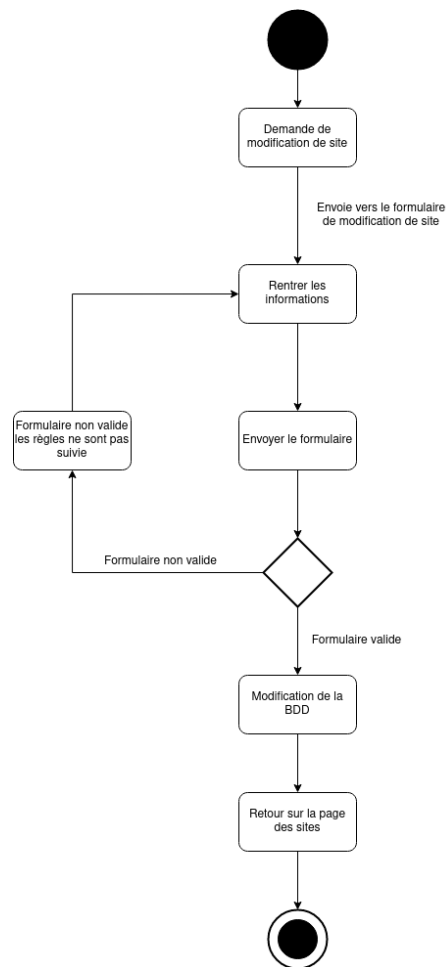 Demande de
modification de site
Envoie vers le formulaire
de modification de site
Rentrer les
informations
Formulaire non valide
les règles ne sont pas
suivie
Envoyer le formulaire
Formulaire non valide
Formulaire valide
Modification de la
BDD
Retour sur la page
des sites